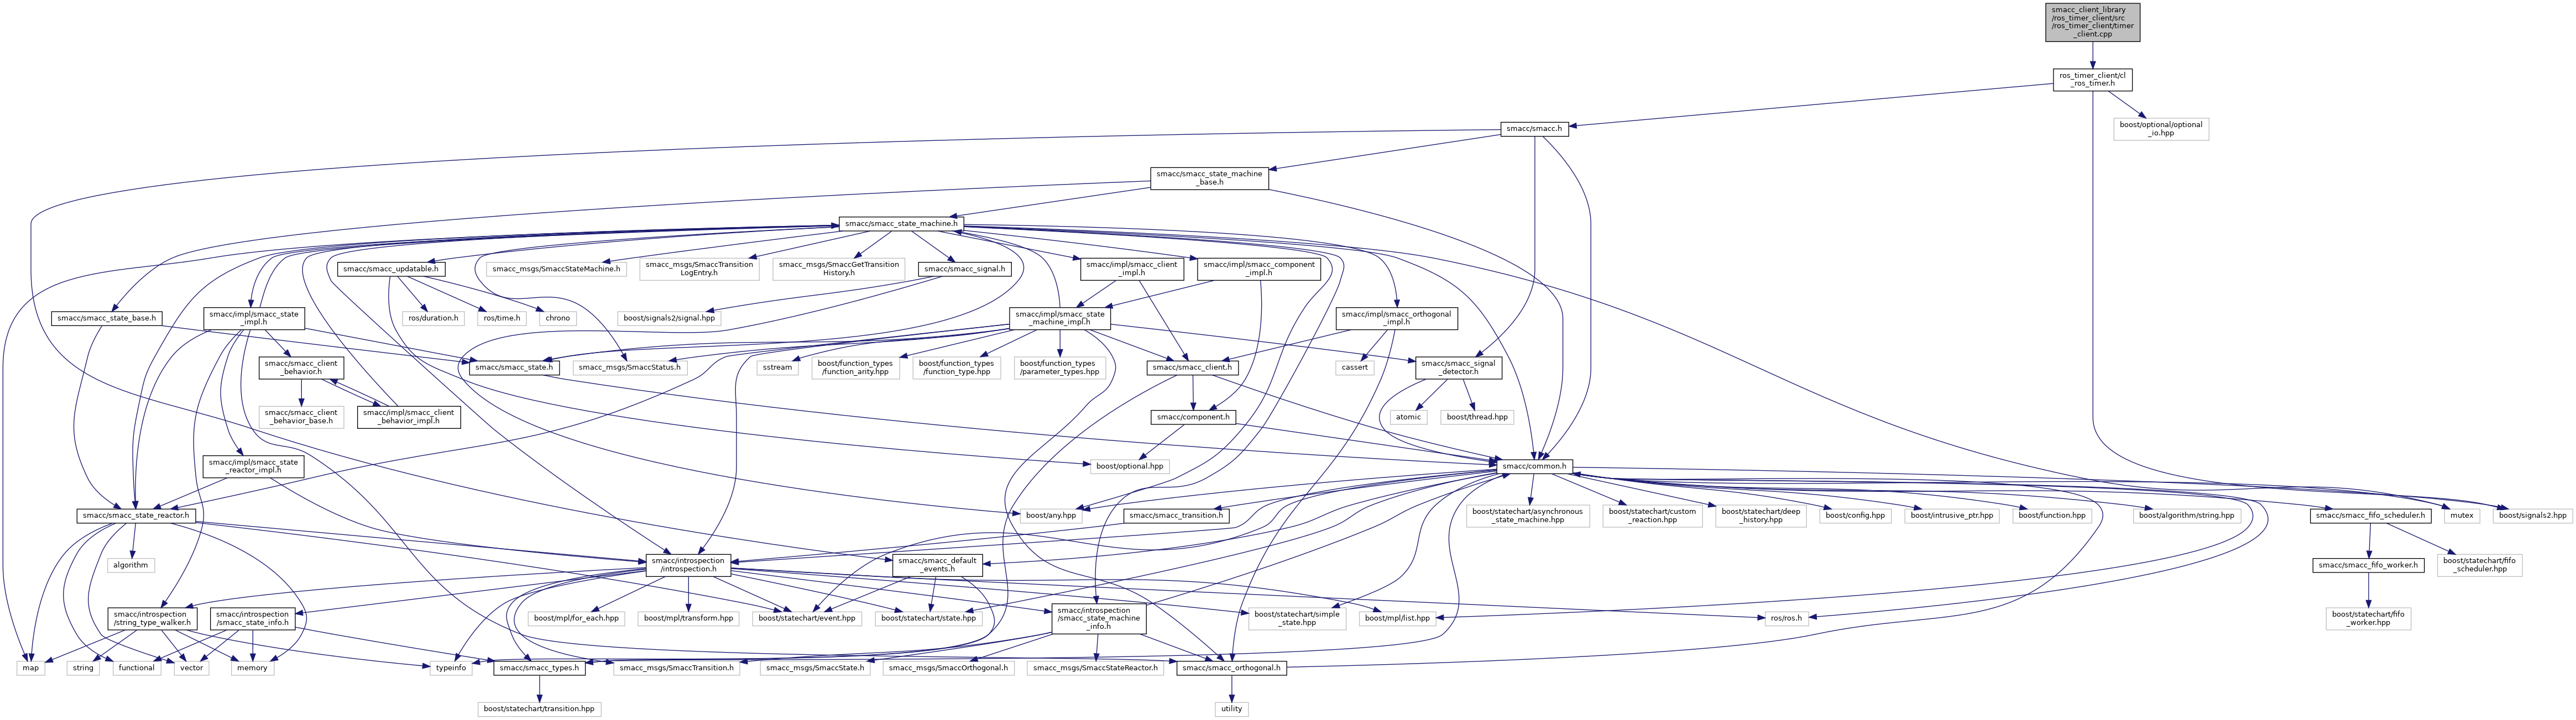 smacc_client_library
/ros_timer_client/src
/ros_timer_client/timer
_client.cpp
ros_timer_client/cl
_ros_timer.h
smacc/smacc.h
boost/optional/optional
_io.hpp
smacc/smacc_state_machine
_base.h
smacc/smacc_state_machine.h
smacc/smacc_updatable.h
smacc_msgs/SmaccStateMachine.h
smacc_msgs/SmaccTransition
LogEntry.h
smacc_msgs/SmaccGetTransition
History.h
smacc/smacc_signal.h
smacc/impl/smacc_client
_impl.h
smacc/impl/smacc_component
_impl.h
smacc/smacc_state_base.h
smacc/impl/smacc_state
_impl.h
ros/duration.h
ros/time.h
chrono
boost/signals2/signal.hpp
smacc/impl/smacc_state
_machine_impl.h
smacc/impl/smacc_orthogonal
_impl.h
smacc/smacc_client
_behavior.h
smacc/smacc_state.h
smacc_msgs/SmaccStatus.h
sstream
boost/function_types
/function_arity.hpp
boost/function_types
/function_type.hpp
boost/function_types
/parameter_types.hpp
smacc/smacc_client.h
cassert
smacc/smacc_signal
_detector.h
smacc/smacc_client
_behavior_base.h
smacc/impl/smacc_client
_behavior_impl.h
smacc/component.h
atomic
boost/thread.hpp
smacc/impl/smacc_state
_reactor_impl.h
boost/optional.hpp
smacc/common.h
smacc/smacc_state_reactor.h
boost/any.hpp
smacc/smacc_transition.h
boost/statechart/asynchronous
_state_machine.hpp
boost/statechart/custom
_reaction.hpp
boost/statechart/deep
_history.hpp
boost/config.hpp
boost/intrusive_ptr.hpp
boost/function.hpp
boost/algorithm/string.hpp
smacc/smacc_fifo_scheduler.h
mutex
boost/signals2.hpp
algorithm
smacc/introspection
/introspection.h
smacc/smacc_default
_events.h
smacc/smacc_fifo_worker.h
boost/statechart/fifo
_scheduler.hpp
smacc/introspection
/string_type_walker.h
smacc/introspection
/smacc_state_info.h
boost/mpl/for_each.hpp
boost/mpl/transform.hpp
boost/statechart/event.hpp
boost/statechart/state.hpp
smacc/introspection
/smacc_state_machine
_info.h
boost/statechart/simple
_state.hpp
boost/mpl/list.hpp
ros/ros.h
boost/statechart/fifo
_worker.hpp
map
string
functional
vector
memory
typeinfo
smacc/smacc_types.h
smacc_msgs/SmaccTransition.h
smacc_msgs/SmaccState.h
smacc_msgs/SmaccOrthogonal.h
smacc_msgs/SmaccStateReactor.h
smacc/smacc_orthogonal.h
boost/statechart/transition.hpp
utility